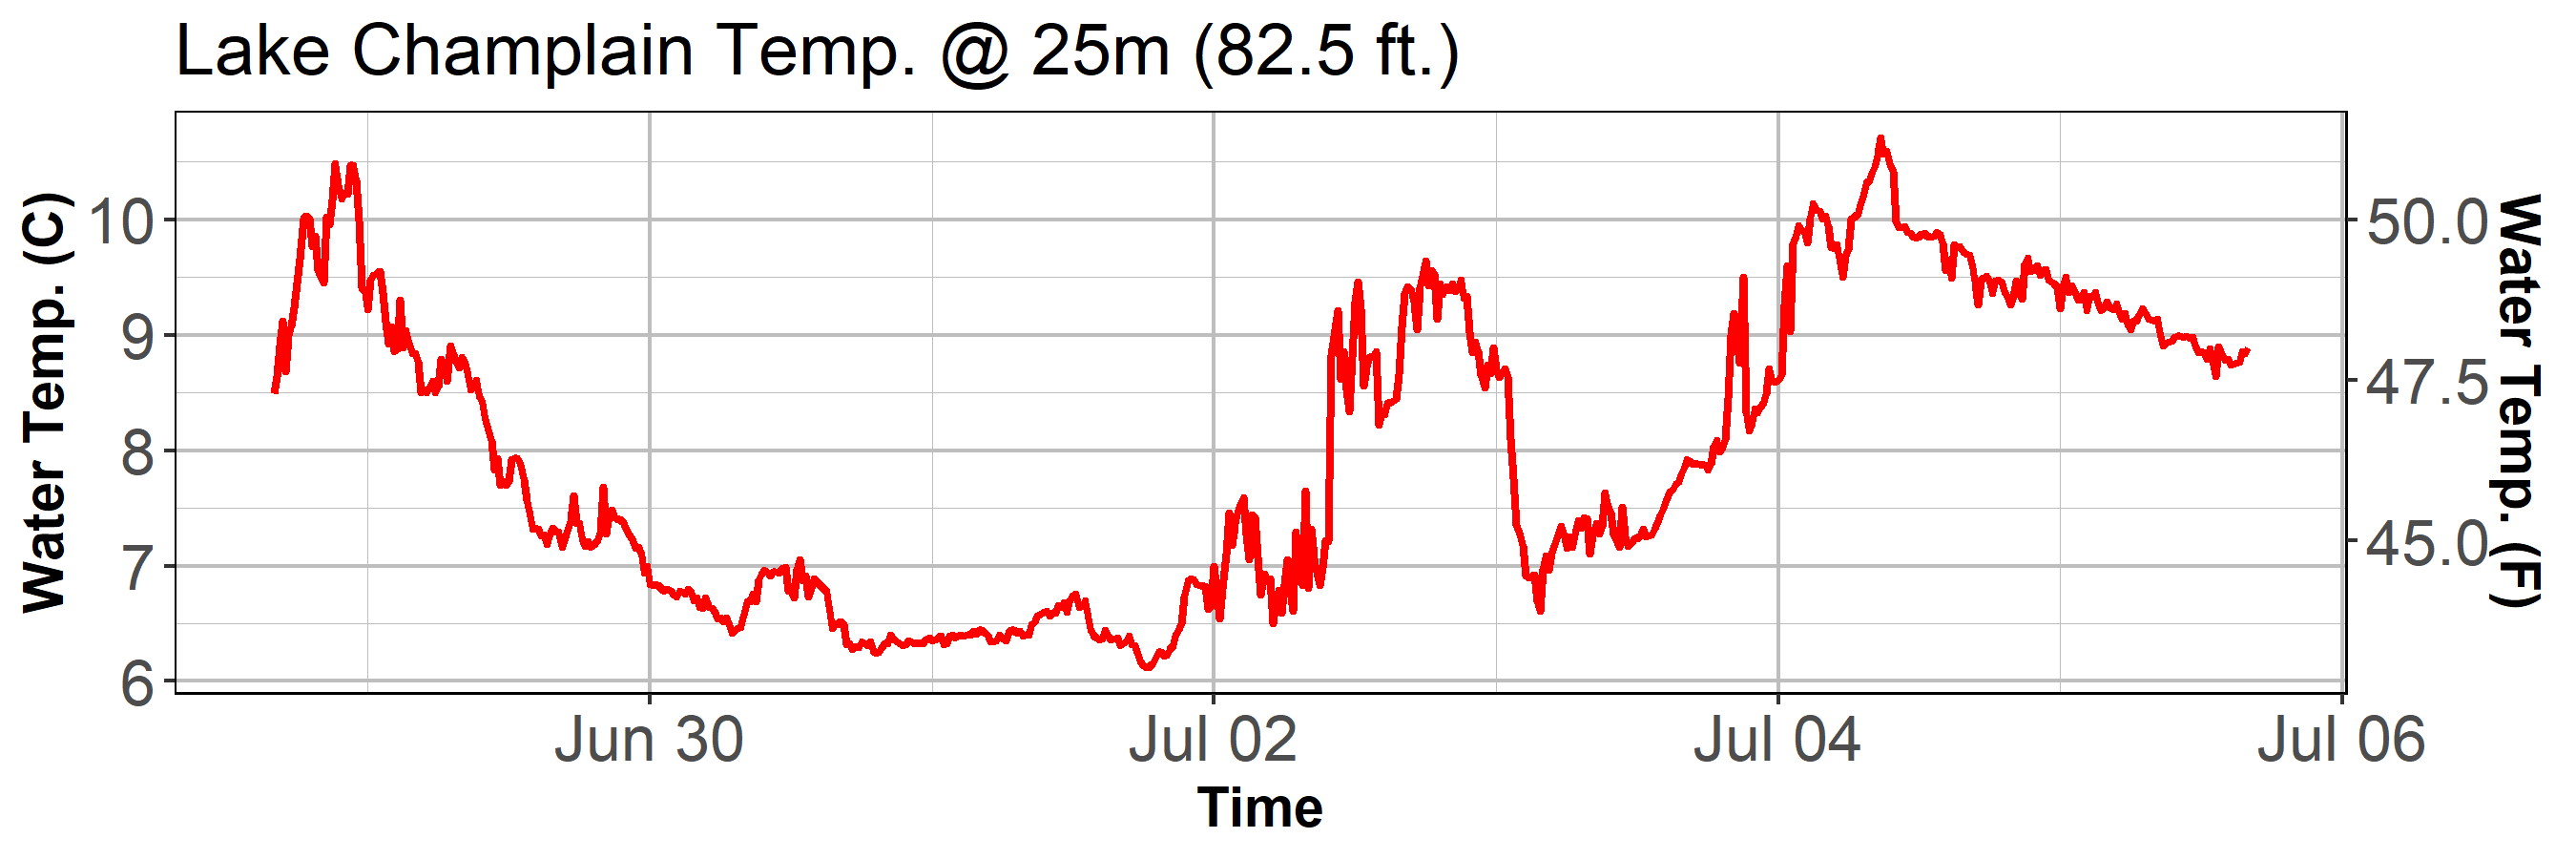 Lake Champlain Temp. @ 25m (82.5 ft.)
Water Temp. (C)
10
9
8
7
6
50.0
47.5
45.0
Water Temp. (F)
Jun 30
Jul 02
Jul 04
Jul 06
Time